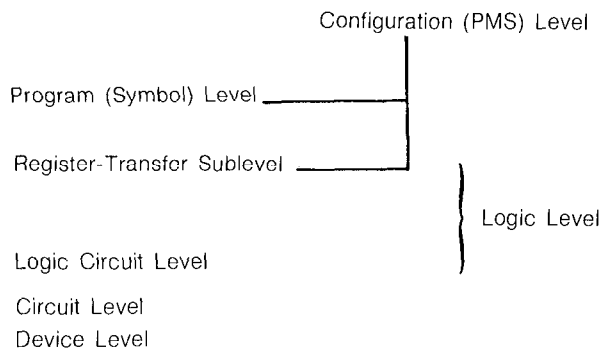 Configuration (PMS) Level
Program (Symbol) Level
Register-Transfer Sublevel
Logic Level
Logic Circuit Level
Circuit Level
Device Level